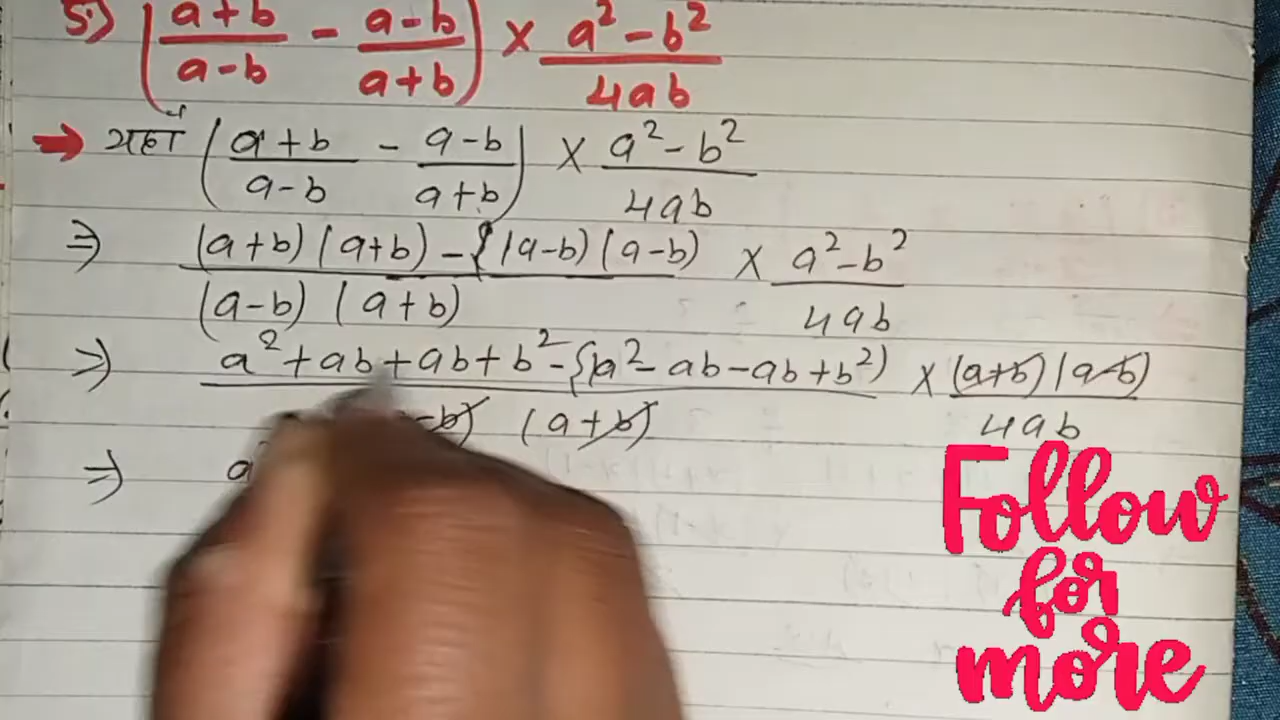 5.) (a+b/a-b - a-b/a+b) × a²-b²/4ab
→ यहाँ (a+b/a-b - a-b/a+b) × a²-b²/4ab
⇒ (a+b)(a+b) - {(a-b)(a-b)/(a-b)(a+b) × a²-b²/4ab
⇒ a²+ab+ab+b²-{(a²-ab-ab+b²)/-b)(a+b) × (a+b)(a-b)/4ab
⇒ a
Follow
for
more